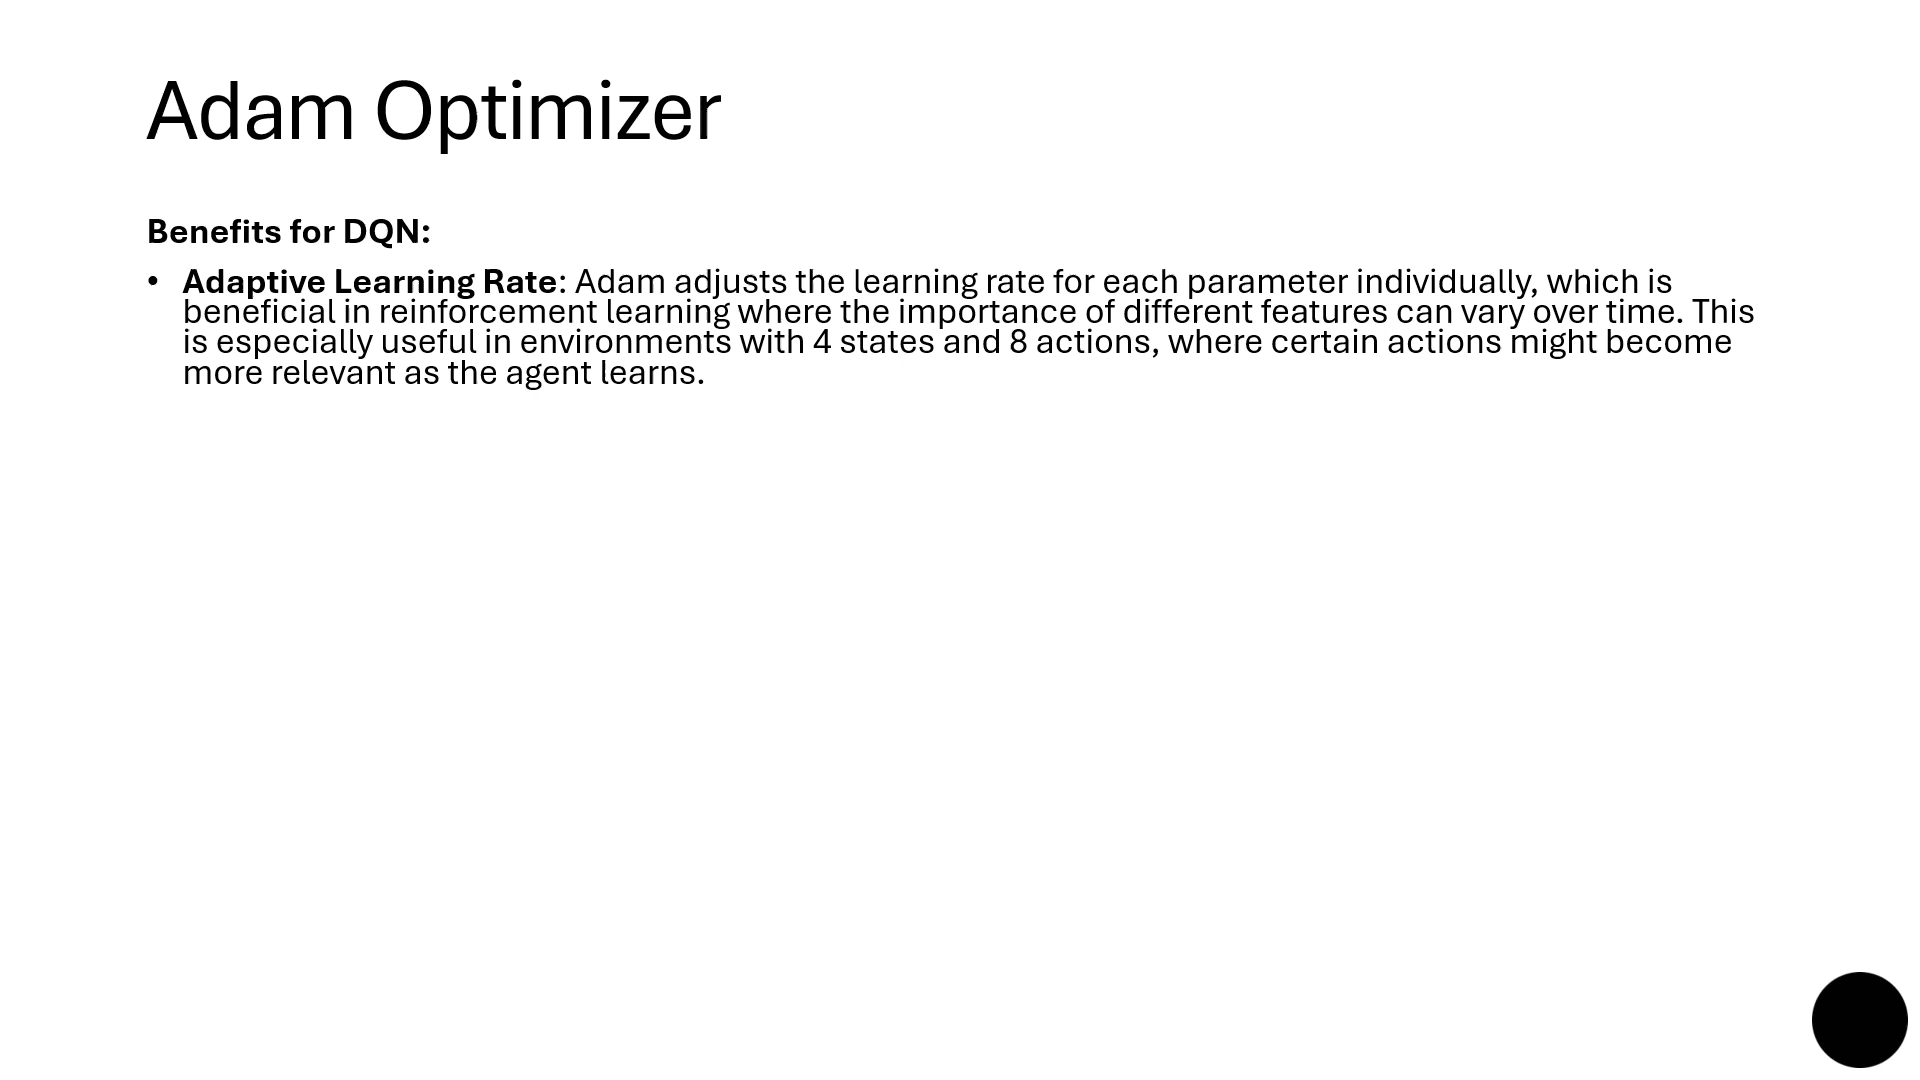 Adam Optimizer
Benefits for DQN:
• Adaptive Learning Rate: Adam adjusts the learning rate for each parameter individually, which is
beneficial in reinforcement learning where the importance of different features can vary over time. This
is especially useful in environments with 4 states and 8 actions, where certain actions might become
more relevant as the agent learns.